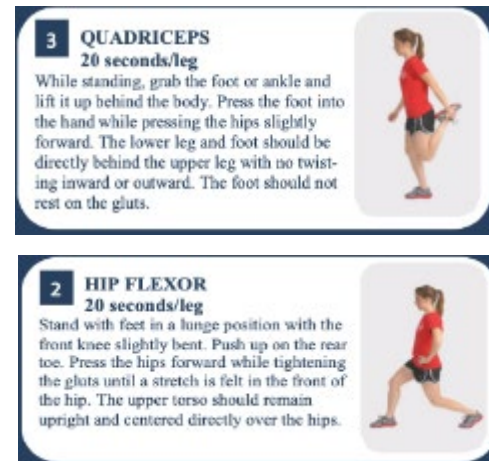 3 QUADRICEPS
20 seconds/leg
While standing, grab the foot or ankle and
lift it up behind the body. Press the foot into
the hand while pressing the hips slightly
forward. The lower leg and foot should be
directly behind the upper leg with no twist-
ing inward or outward. The foot should not
rest on the gluts.
2 HIP FLEXOR
20 seconds/leg
Stand with feet in a lunge position with the
front knee slightly bent. Push up on the rear
toe. Press the hips forward while tightening
the gluts until a stretch is felt in the front of
the hip. The upper torso should remain
upright and centered directly over the hips.